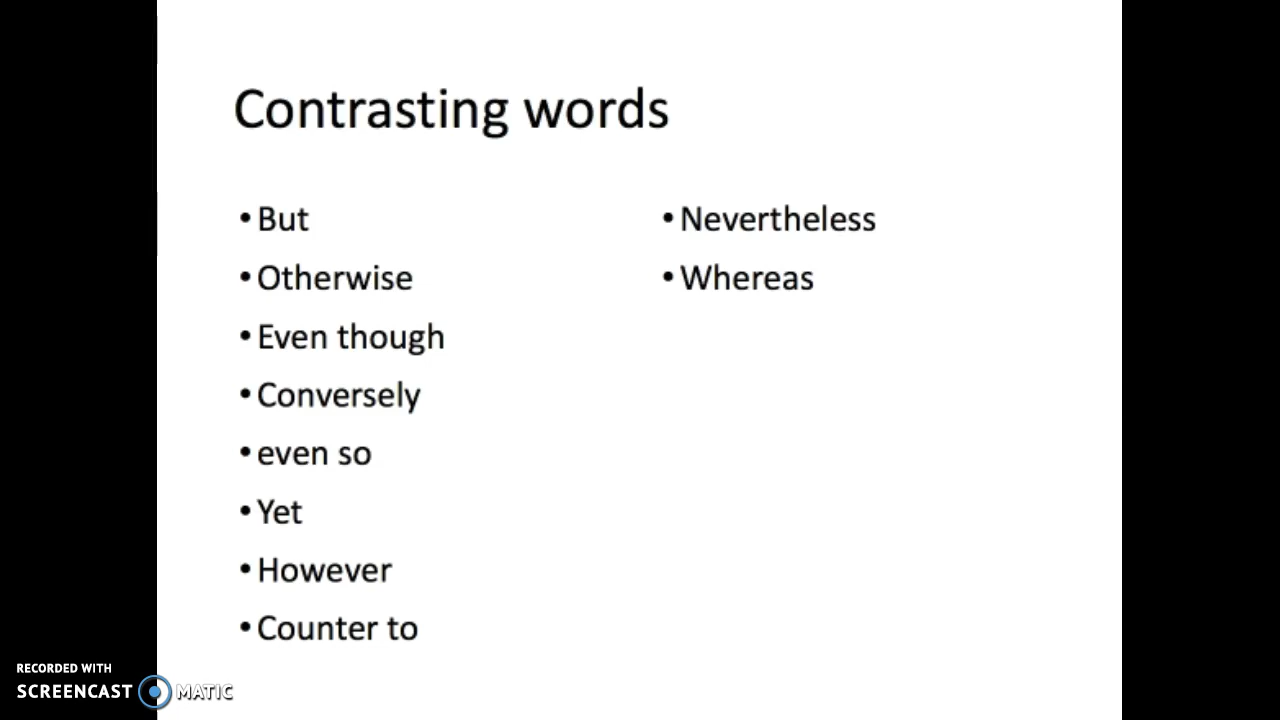 Contrasting words
• But
• Otherwise
• Even though
• Conversely
• even so
• Yet
• However
• Counter to
• Nevertheless
• Whereas
RECORDED WITH
SCREENCAST MATIC